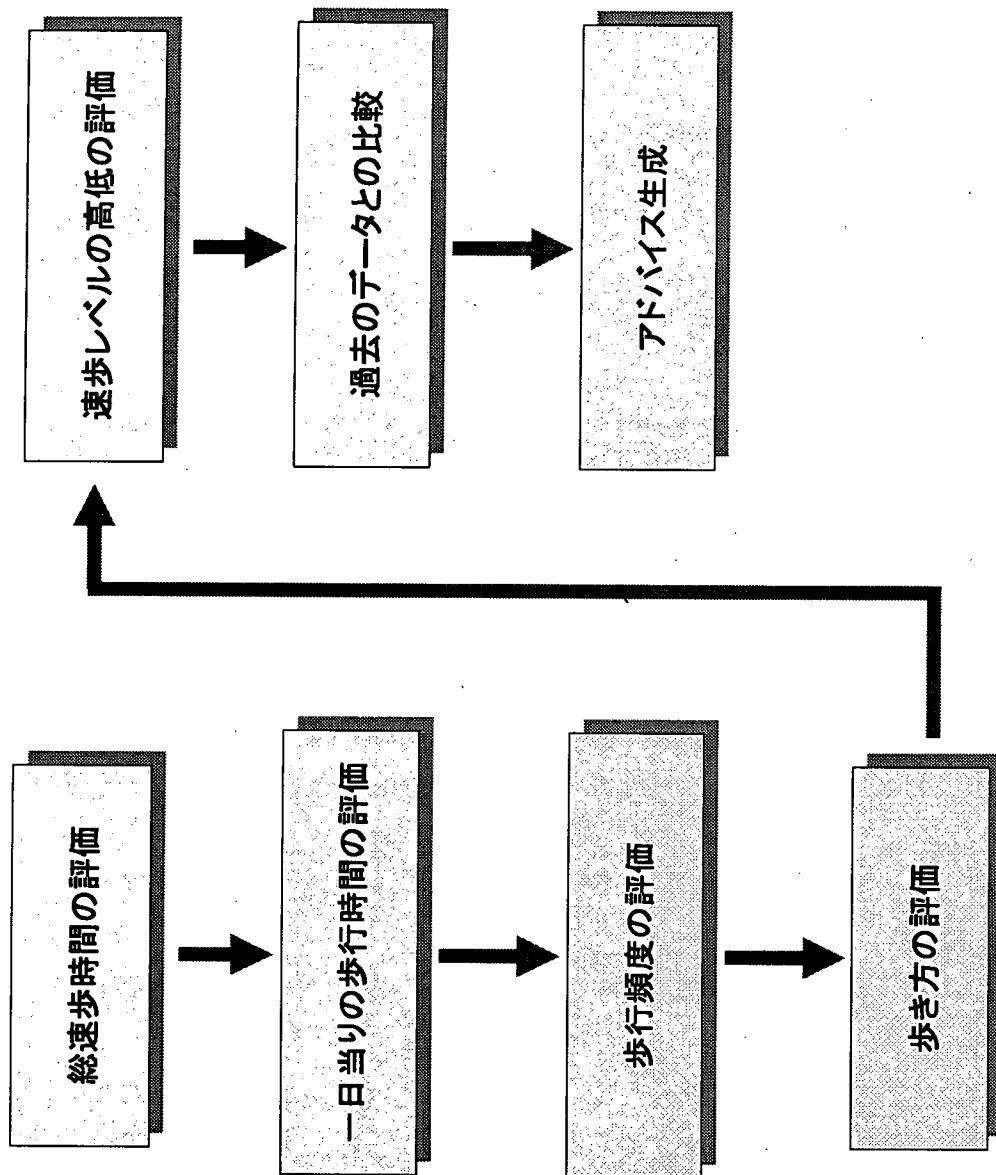 総速歩時間の評価
一日当りの歩行時間の評価
歩行頻度の評価
歩き方の評価
速歩レベルの高低の評価
過去のデータとの比較
アドバイス生成